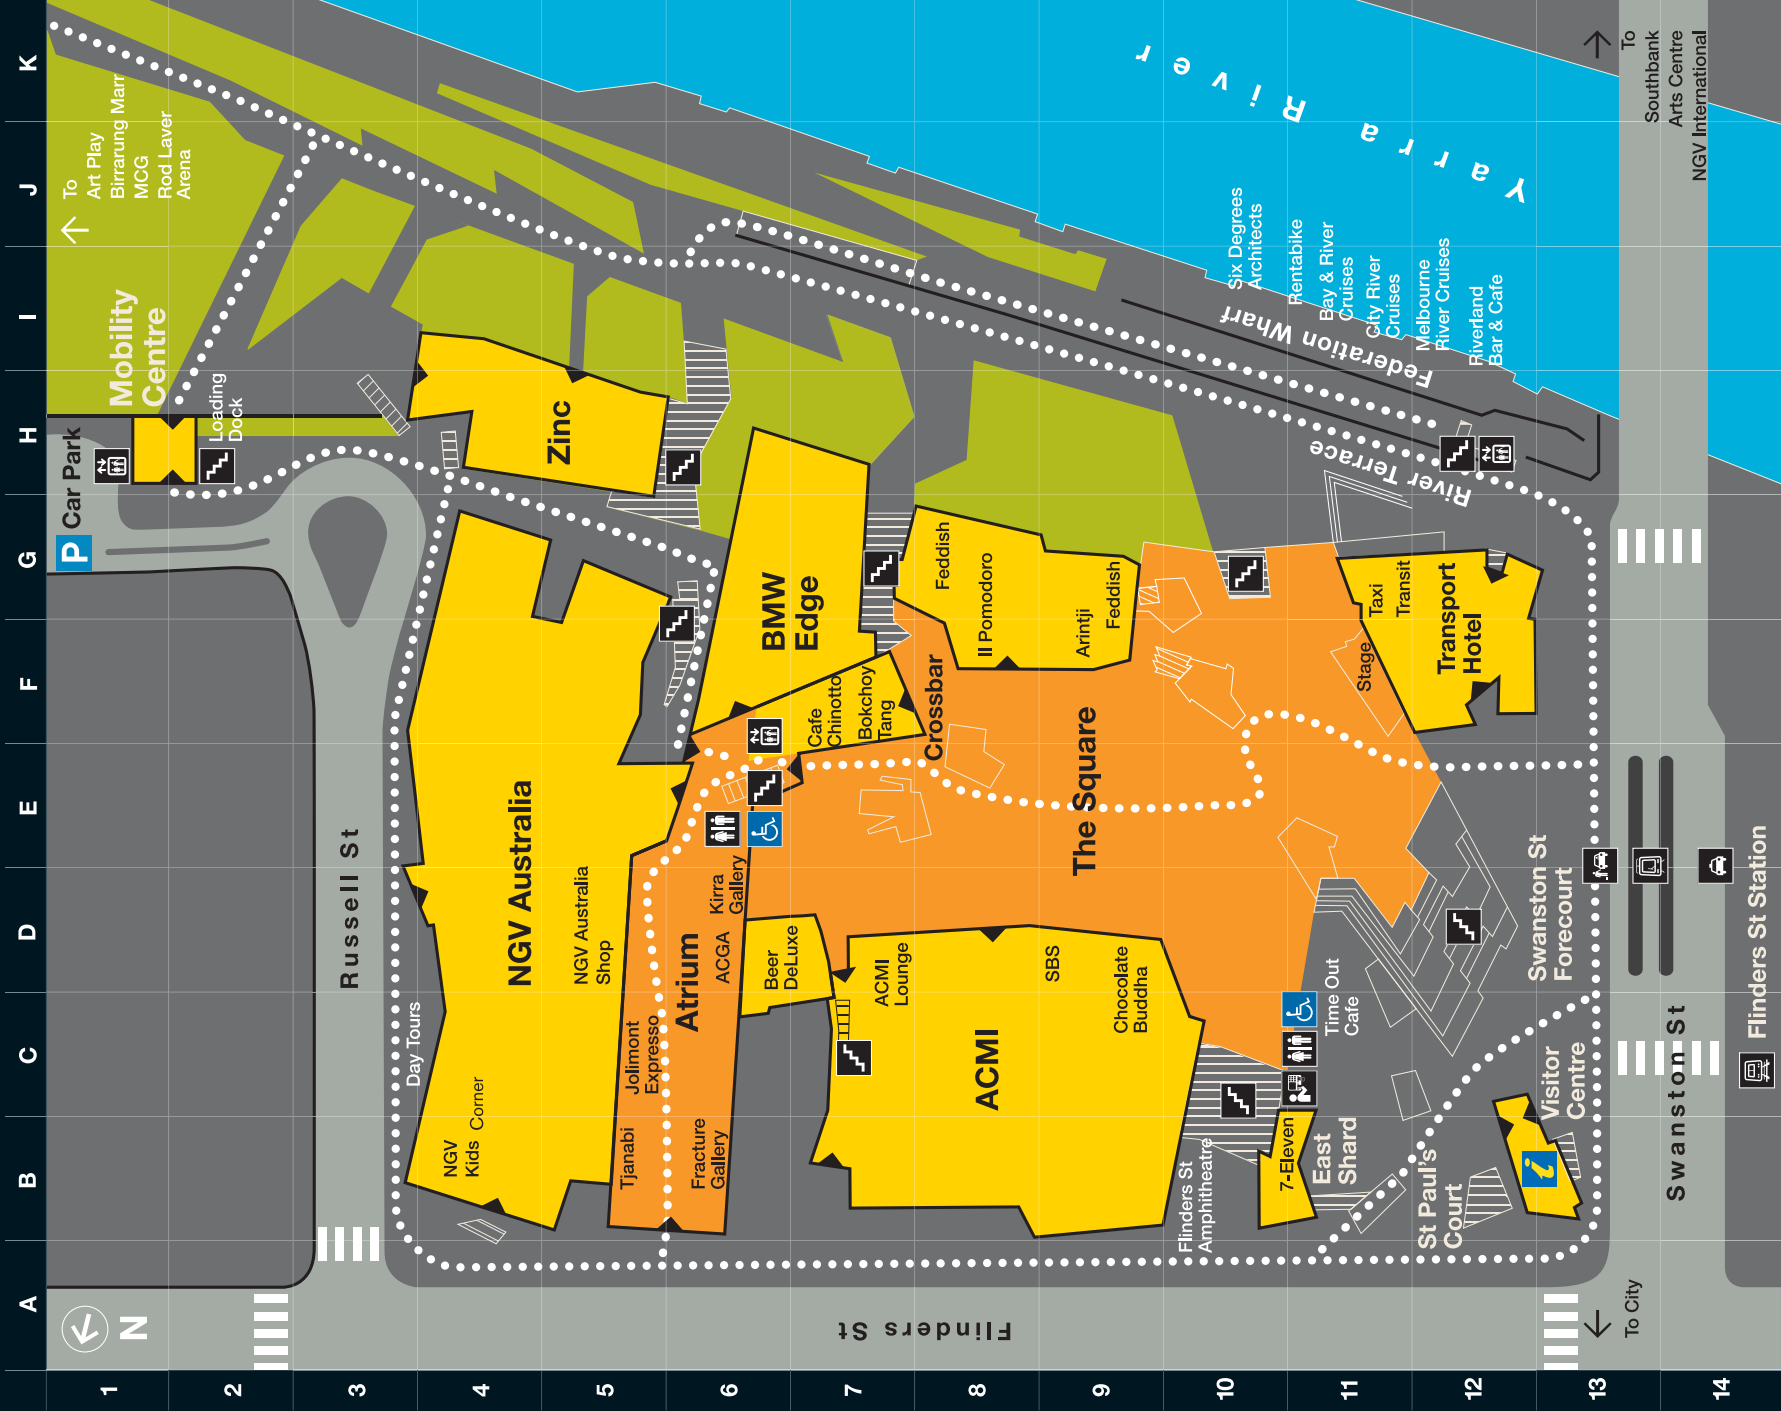 K
J
I
H
G
F
E
D
C
B
A
1
2
3
4
5
6
7
8
9
10
11
12
13
14
N
To
Art Play
Birrarung Marr
MCG
Rod Laver
Arena
Mobility
Centre
Loading
Dock
P Car Park
Russell St
Day Tours
Zinc
NGV Australia
NGV Australia
Shop
NGV
Kids Corner
BMW
Edge
Cafe
Chinotto
Bokchoy
Tang
Crossbar
Feddish
Il Pomodoro
Arintji
Feddish
The Square
Atrium
Kirra
Gallery
ACGA
Jolimont
Expresso
Tjanabi
Fracture
Gallery
Beer
DeLuxe
ACMI
Lounge
SBS
Chocolate
Buddha
ACMI
Stage
Taxi
Transit
Transport
Hotel
Time Out
Cafe
7-Eleven
East
Shard
Flinders St
Amphitheatre
St Paul's
Court
Visitor
Centre
i
Swanston St
Forecourt
Yarra River
Six Degrees
Architects
Rentabike
Bay & River
Cruises
City River
Cruises
Melbourne
River Cruises
Riverland
Bar & Cafe
Federation Wharf
River Terrace
To
Southbank
Arts Centre
NGV International
Flinders St Station
Swanston St
To City
Flinders St